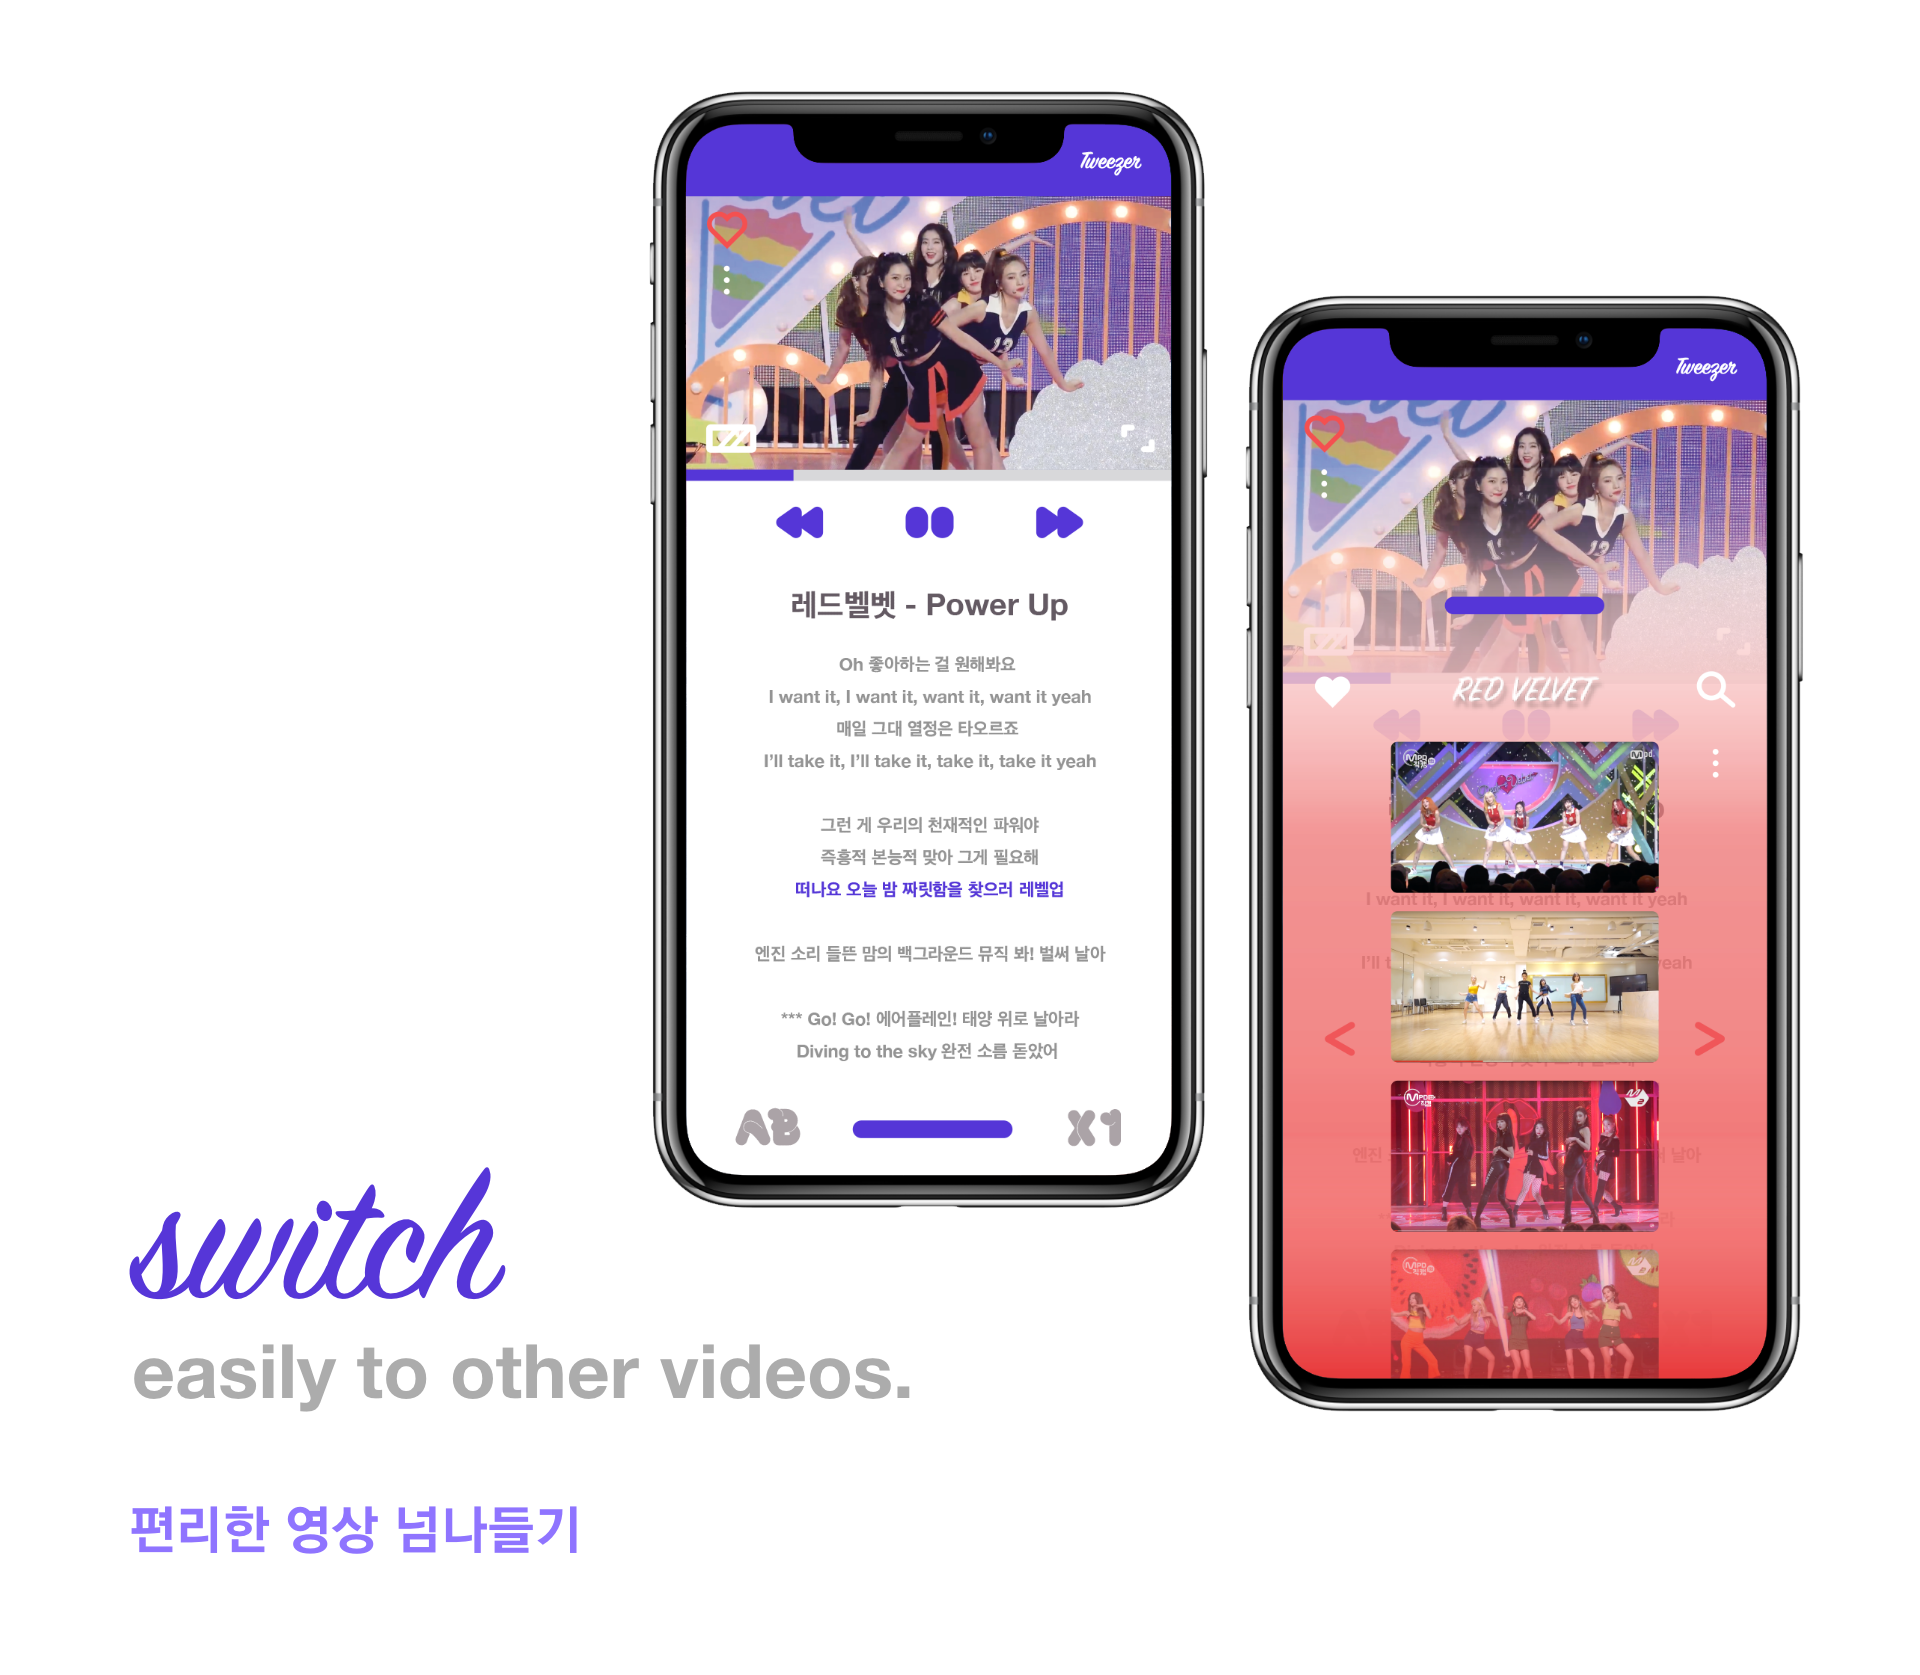 Tweezer
레드벨벳 - Power Up
Oh 좋아하는 걸 원해봐요
I want it, I want it, want it, want it yeah
매일 그대 열정은 타오르죠
I'll take it, I'll take it, take it, take it yeah
그런 게 우리의 천재적인 파워야
즉흥적 본능적 맞아 그게 필요해
떠나요 오늘 밤 짜릿함을 찾으러 레벨업
엔진 소리 들뜬 맘의 백그라운드 뮤직 봐! 벌써 날아
*** Go! Go! 에어플레인! 태양 위로 날아라
Diving to the sky 완전 소름 돋았어
AB
X1
Tweezer
RED VELVET
I want it, I want it, want it, want it yeah
I'll t
yeah
엔진
날아
<
>
switch
easily to other videos.
편리한 영상 넘나들기